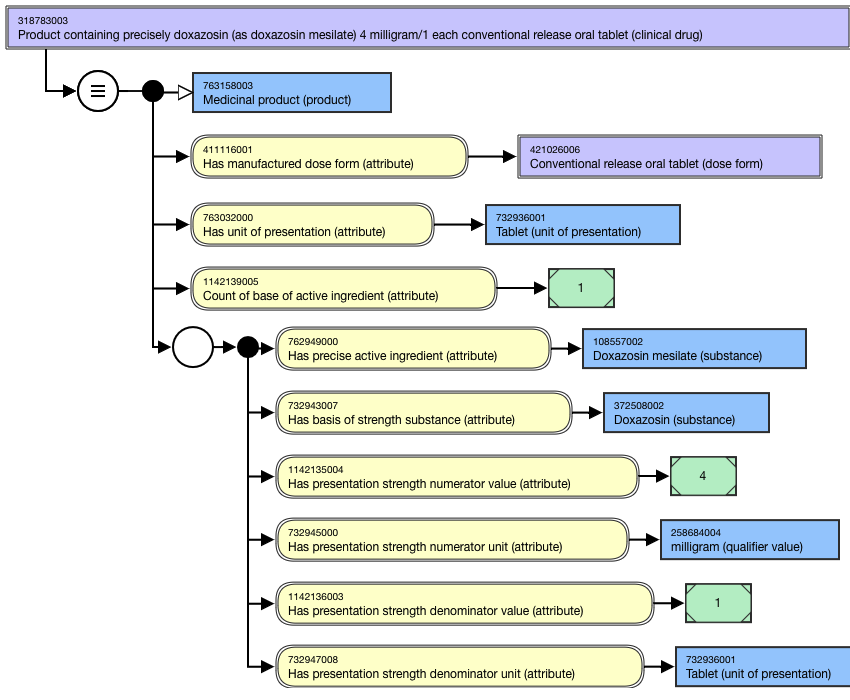 318783003
Product containing precisely doxazosin (as doxazosin mesilate) 4 milligram/1 each conventional release oral tablet (clinical drug)
763158003
Medicinal product (product)
411116001
Has manufactured dose form (attribute)
421026006
Conventional release oral tablet (dose form)
763032000
Has unit of presentation (attribute)
732936001
Tablet (unit of presentation)
1142139005
Count of base of active ingredient (attribute)
1
762949000
Has precise active ingredient (attribute)
108557002
Doxazosin mesilate (substance)
732943007
Has basis of strength substance (attribute)
372508002
Doxazosin (substance)
1142135004
Has presentation strength numerator value (attribute)
4
732945000
Has presentation strength numerator unit (attribute)
258684004
milligram (qualifier value)
1142136003
Has presentation strength denominator value (attribute)
1
732947008
Has presentation strength denominator unit (attribute)
732936001
Tablet (unit of presentation)